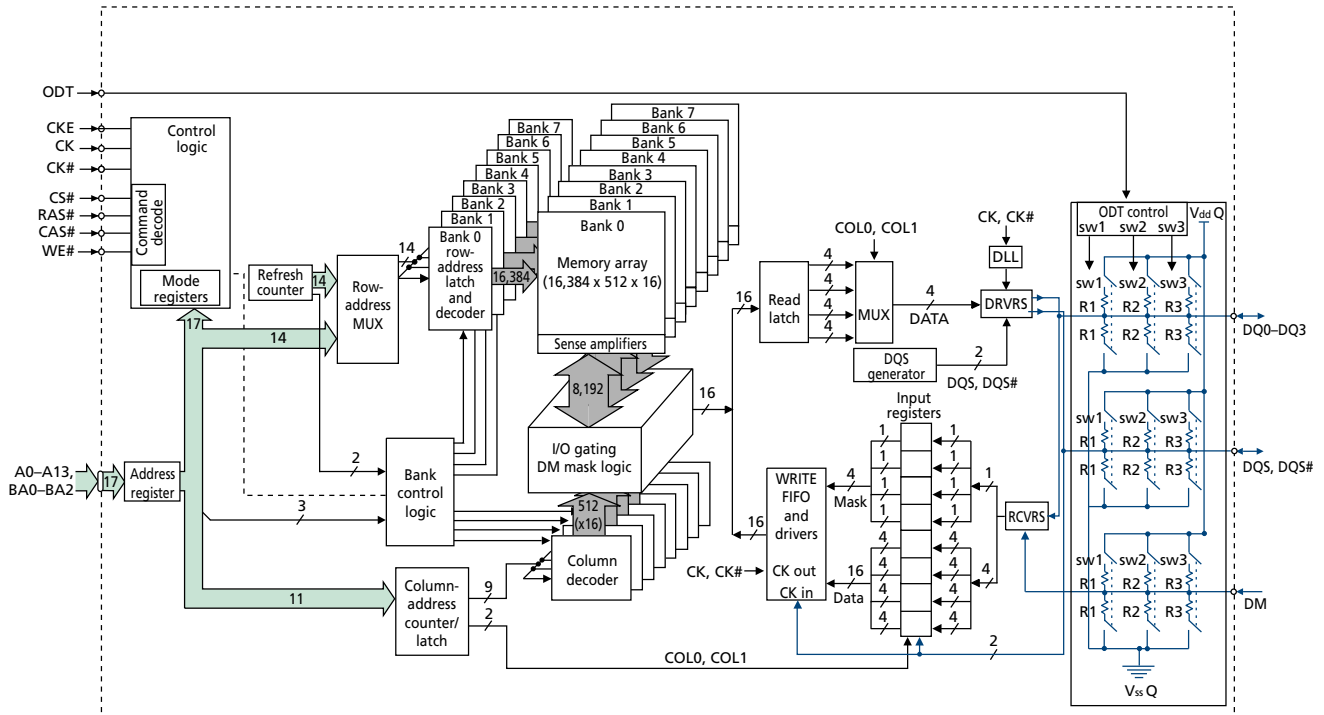 ODT
CKE
CK
CK#
CS#
RAS#
CAS#
WE#
Control
logic
Command
decode
Mode
registers
17
A0–A13,
BA0–BA2
17
Address
register
Refresh
counter
14
14
Row-
address
MUX
14
2
3
11
Bank
control
logic
Column-
address
counter/
latch
9
2
COL0, COL1
Bank 7
Bank 6
Bank 5
Bank 4
Bank 3
Bank 2
Bank 1
Bank 0
row-
address
latch
and
decoder
16,384
Bank 7
Bank 6
Bank 5
Bank 4
Bank 3
Bank 2
Bank 1
Bank 0
Memory array
(16,384 x 512 x 16)
Sense amplifiers
8,192
I/O gating
DM mask logic
16
512
(x16)
Column
decoder
16
Read
latch
4
4
4
4
COL0, COL1
MUX
4
DATA
CK, CK#
DLL
DRVRS
DQS
generator
2
DQS, DQS#
Input
registers
1
1
1
1
4
4
4
4
1
1
1
1
4
4
4
4
1
4
RCVRS
2
16
WRITE
FIFO
and
drivers
CK out
CK in
CK, CK#
4
Mask
16
Data
ODT control
sw1 sw2 sw3
Vdd Q
sw1 sw2 sw3
R1 R2 R3
R1 R2 R3
DQ0–DQ3
sw1 sw2 sw3
R1 R2 R3
R1 R2 R3
DQS, DQS#
sw1 sw2 sw3
R1 R2 R3
R1 R2 R3
DM
Vss Q